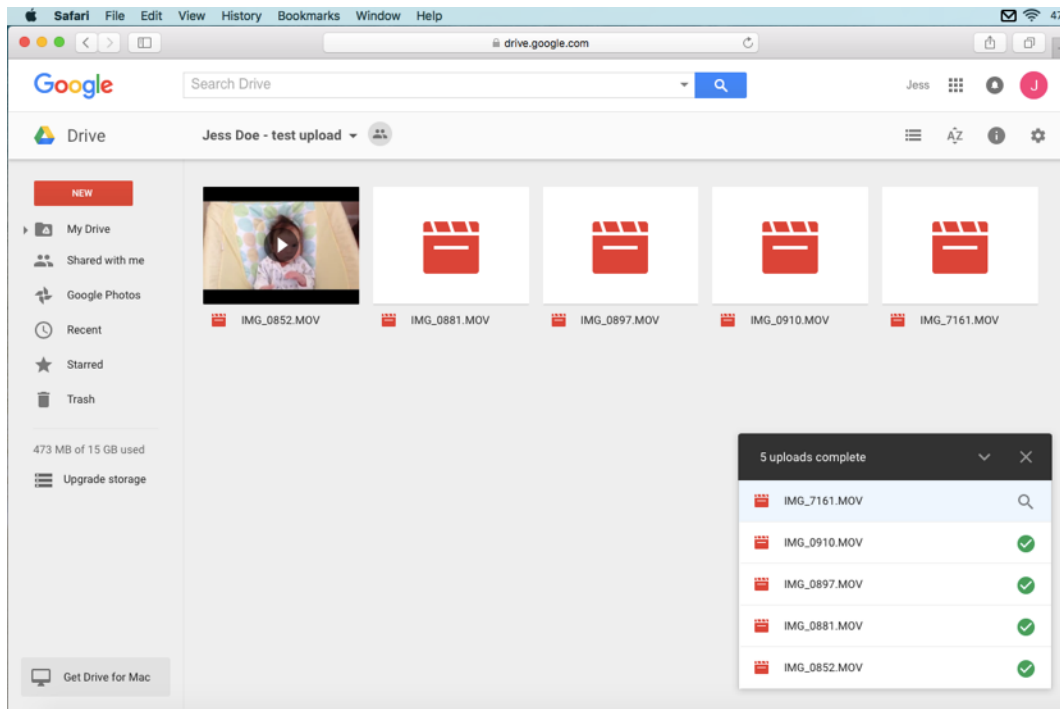 Safari File Edit View History Bookmarks Window Help 47
drive.google.com
Google Search Drive Jess J
Drive Jess Doe - test upload AZ
NEW
My Drive
Shared with me
Google Photos
Recent
Starred
Trash
473 MB of 15 GB used
Upgrade storage
Get Drive for Mac
IMG_0852.MOV IMG_0881.MOV IMG_0897.MOV IMG_0910.MOV IMG_7161.MOV
5 uploads complete
IMG_7161.MOV
IMG_0910.MOV
IMG_0897.MOV
IMG_0881.MOV
IMG_0852.MOV